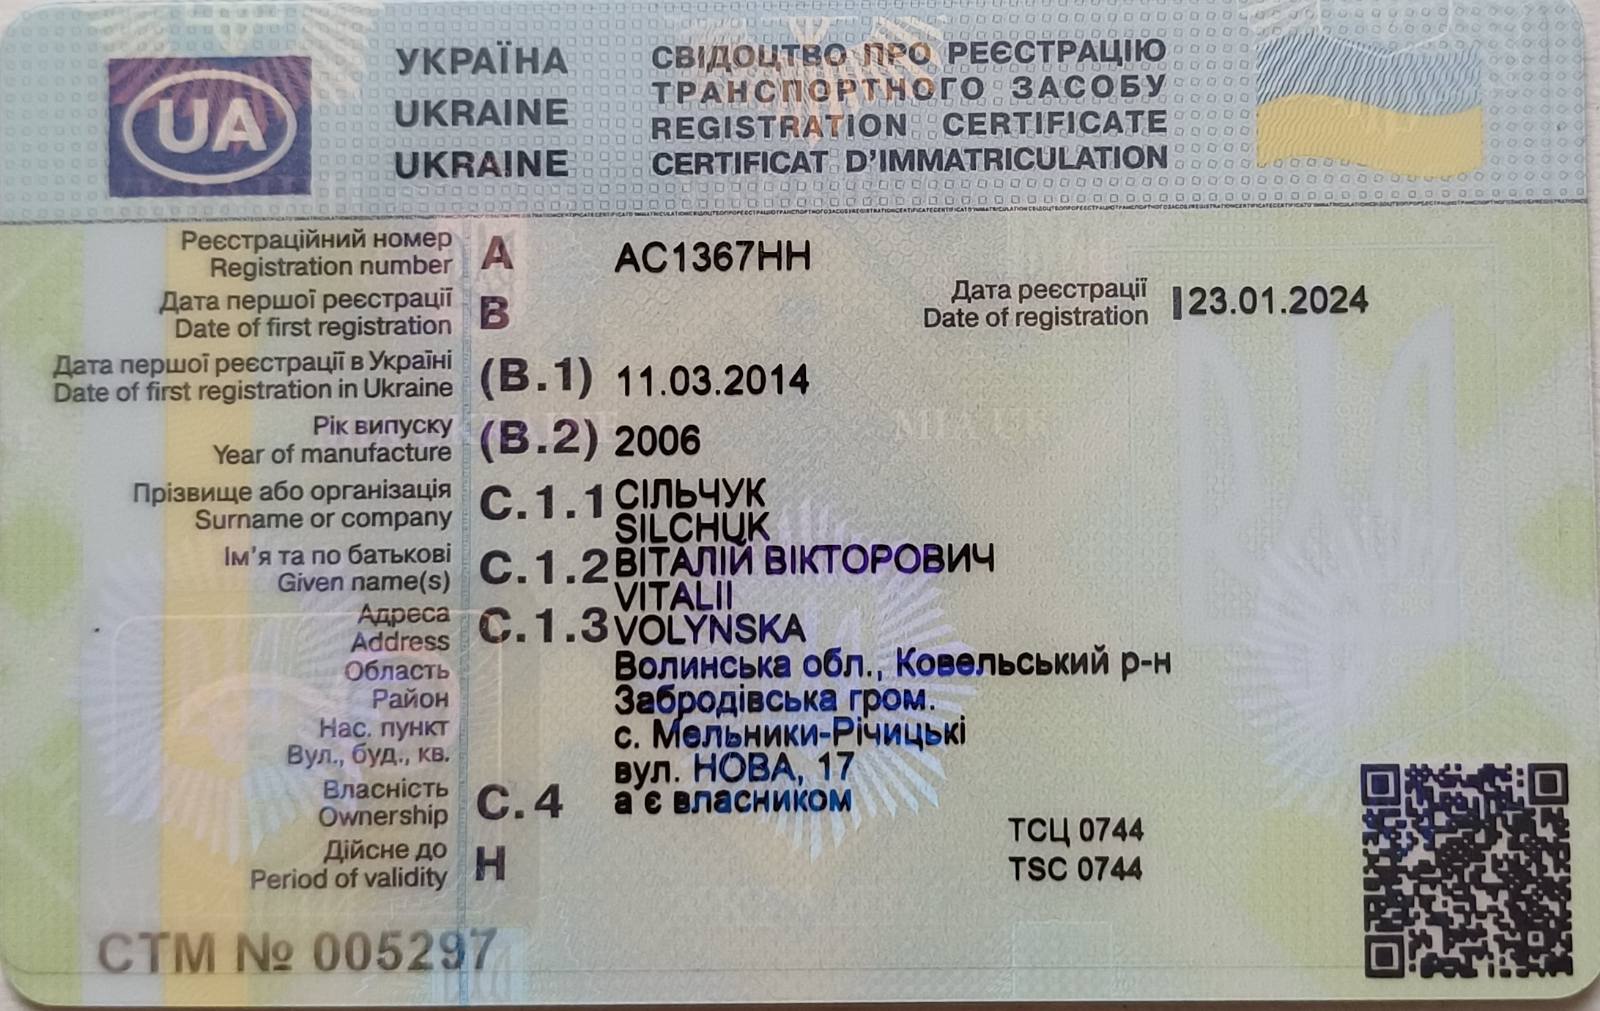 UA
УКРАЇНА
UKRAINE
UKRAINE
СВІДОЦТВО ПРО РЕЄСТРАЦІЮ
ТРАНСПОРТНОГО ЗАСОБУ
REGISTRATION CERTIFICATE
CERTIFICAT D'IMMATRICULATION
Реєстраційний номер
Registration number
A
AC1367HH
Дата першої реєстрації
Date of first registration
B
Дата реєстрації
Date of registration
23.01.2024
Дата першої реєстрації в Україні
Date of first registration in Ukraine
(B.1)
11.03.2014
Рік випуску
Year of manufacture
(B.2)
2006
Прізвище або організація
Surname or company
C.1.1
СІЛЬЧУК
SILCHUK
Ім'я та по батькові
Given name(s)
C.1.2
ВІТАЛІЙ ВІКТОРОВИЧ
VITALII
Адреса
Address
C.1.3
VOLYNSKA
Область
Волинська обл., Ковельський р-н
Район
Забродівська гром.
Нас. пункт
с. Мельники-Річицькі
Вул., буд., кв.
вул. НОВА, 17
Власність
Ownership
C.4
а є власником
Дійсне до
Period of validity
H
ТСЦ 0744
TSC 0744
СТМ № 005297